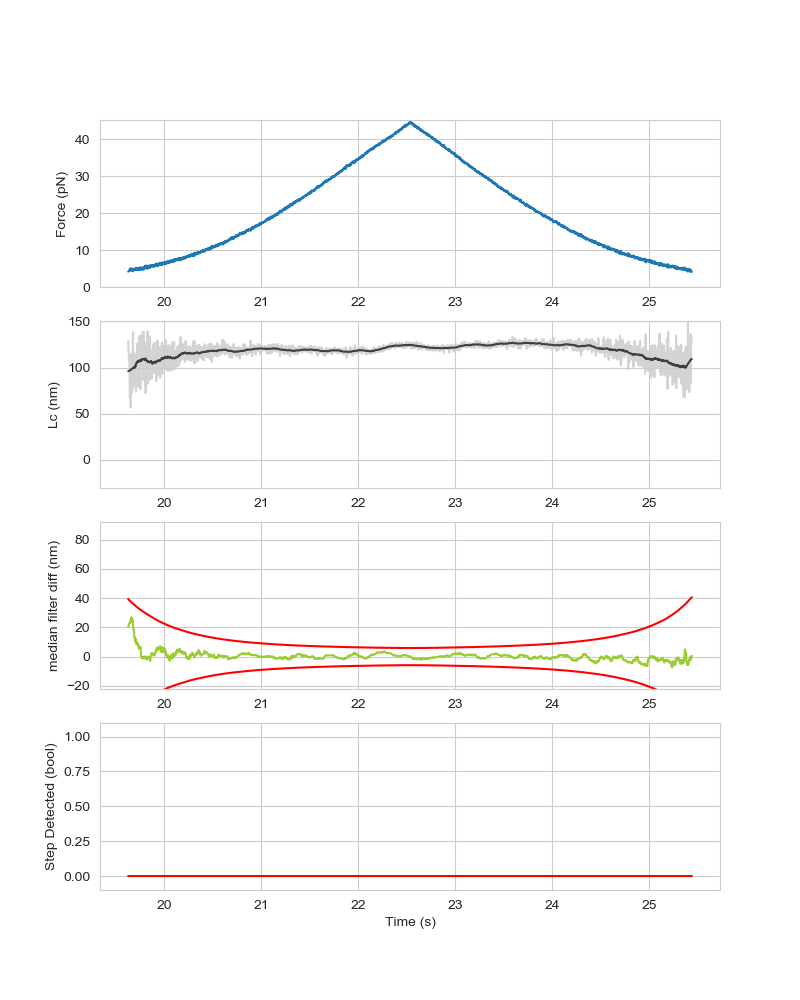 Force (pN)
40
30
20
10
0
20 21 22 23 24 25
Lc (nm)
150
100
50
0
20 21 22 23 24 25
median filter diff (nm)
80
60
40
20
0
−20
20 21 22 23 24 25
Step Detected (bool)
1.00
0.75
0.50
0.25
0.00
20 21 22 23 24 25
Time (s)